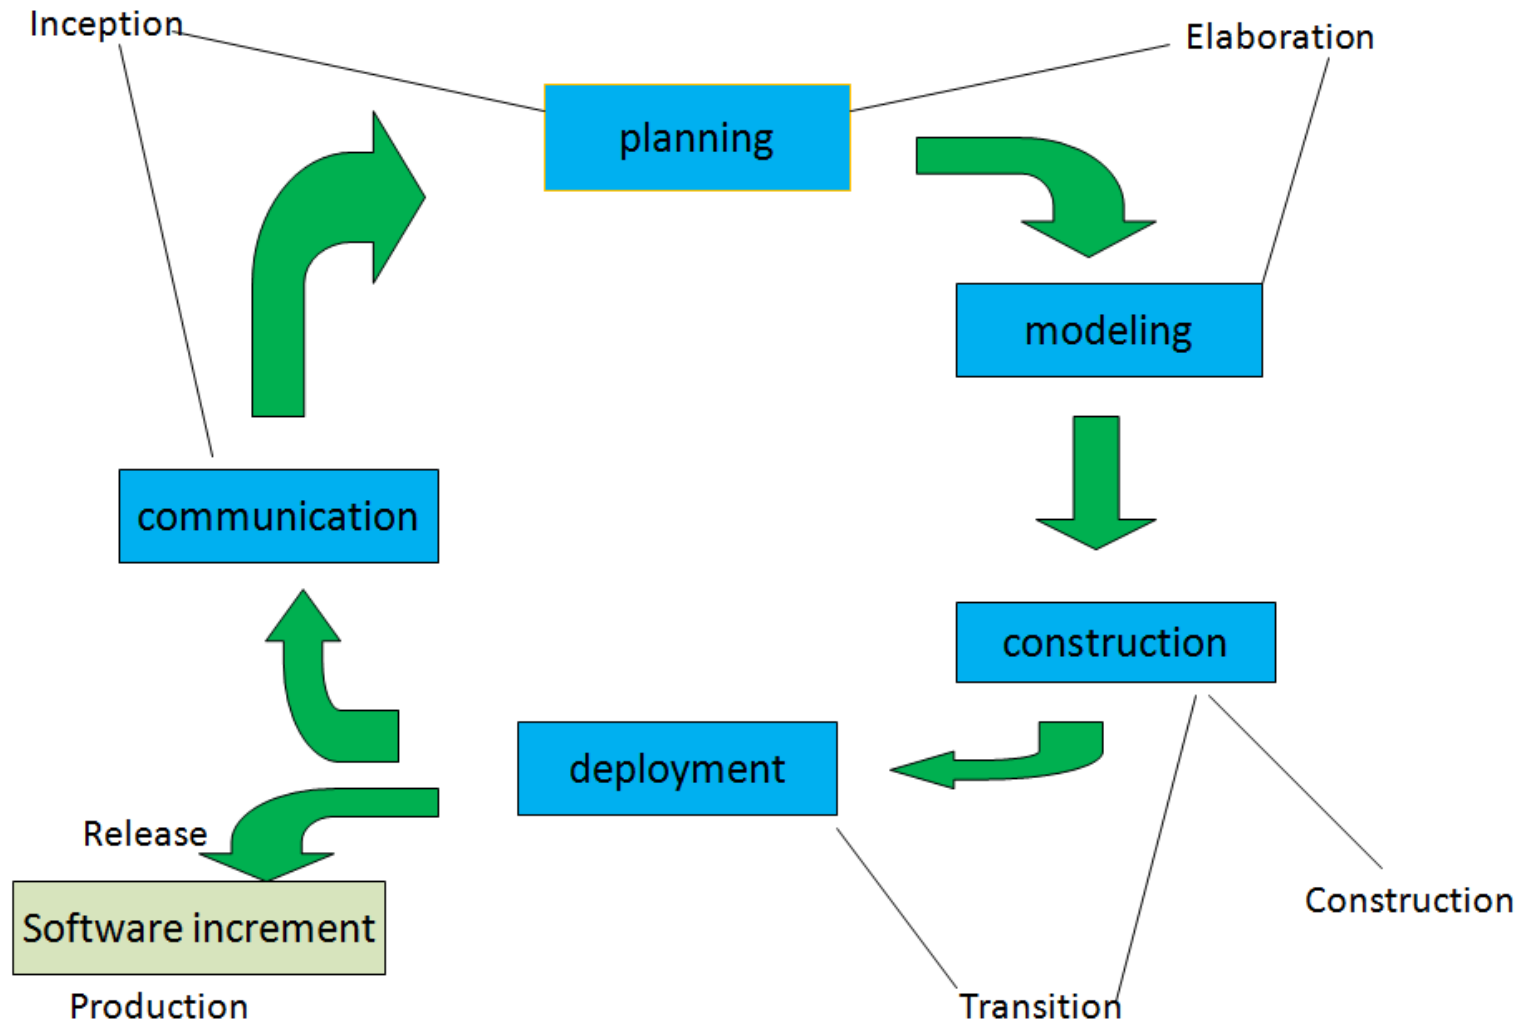 Inception
Elaboration
planning
modeling
communication
construction
deployment
Release
Construction
Software increment
Production
Transition